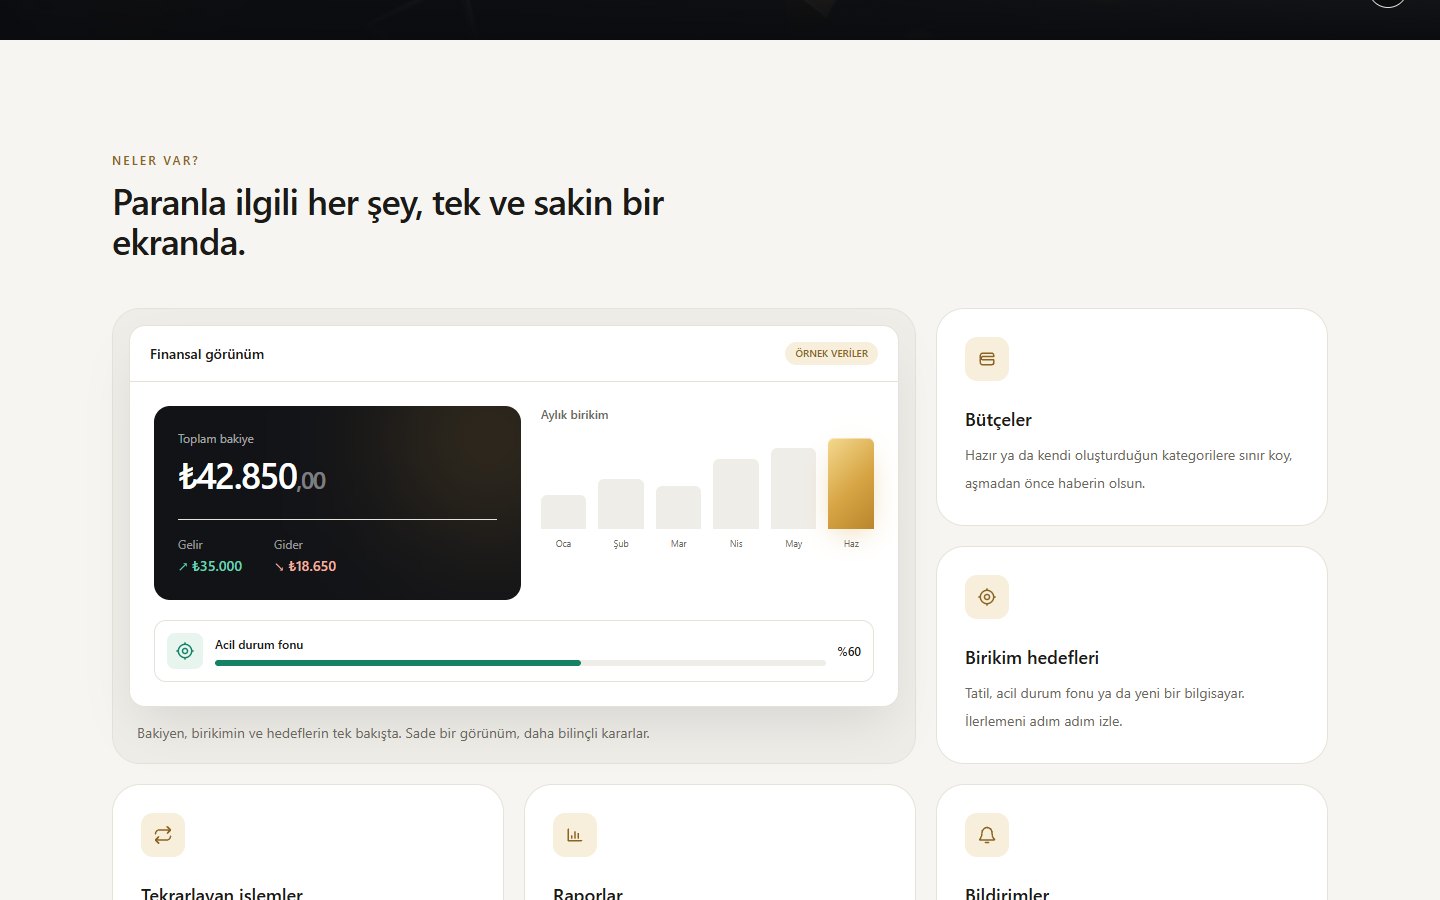 NELER VAR?
Paranla ilgili her şey, tek ve sakin bir
ekranda.
Finansal görünüm
ÖRNEK VERİLER
Toplam bakiye
₺42.850,00
Gelir
↗ ₺35.000
Gider
↘ ₺18.650
Aylık birikim
Oca
Şub
Mar
Nis
May
Haz
Acil durum fonu
%60
Bakiyen, birikimin ve hedeflerin tek bakışta. Sade bir görünüm, daha bilinçli kararlar.
Bütçeler
Hazır ya da kendi oluşturduğun kategorilere sınır koy,
aşmadan önce haberin olsun.
Birikim hedefleri
Tatil, acil durum fonu ya da yeni bir bilgisayar.
İlerlemeni adım adım izle.
Tekrarlayan işlemler
Raporlar
Bildirimler